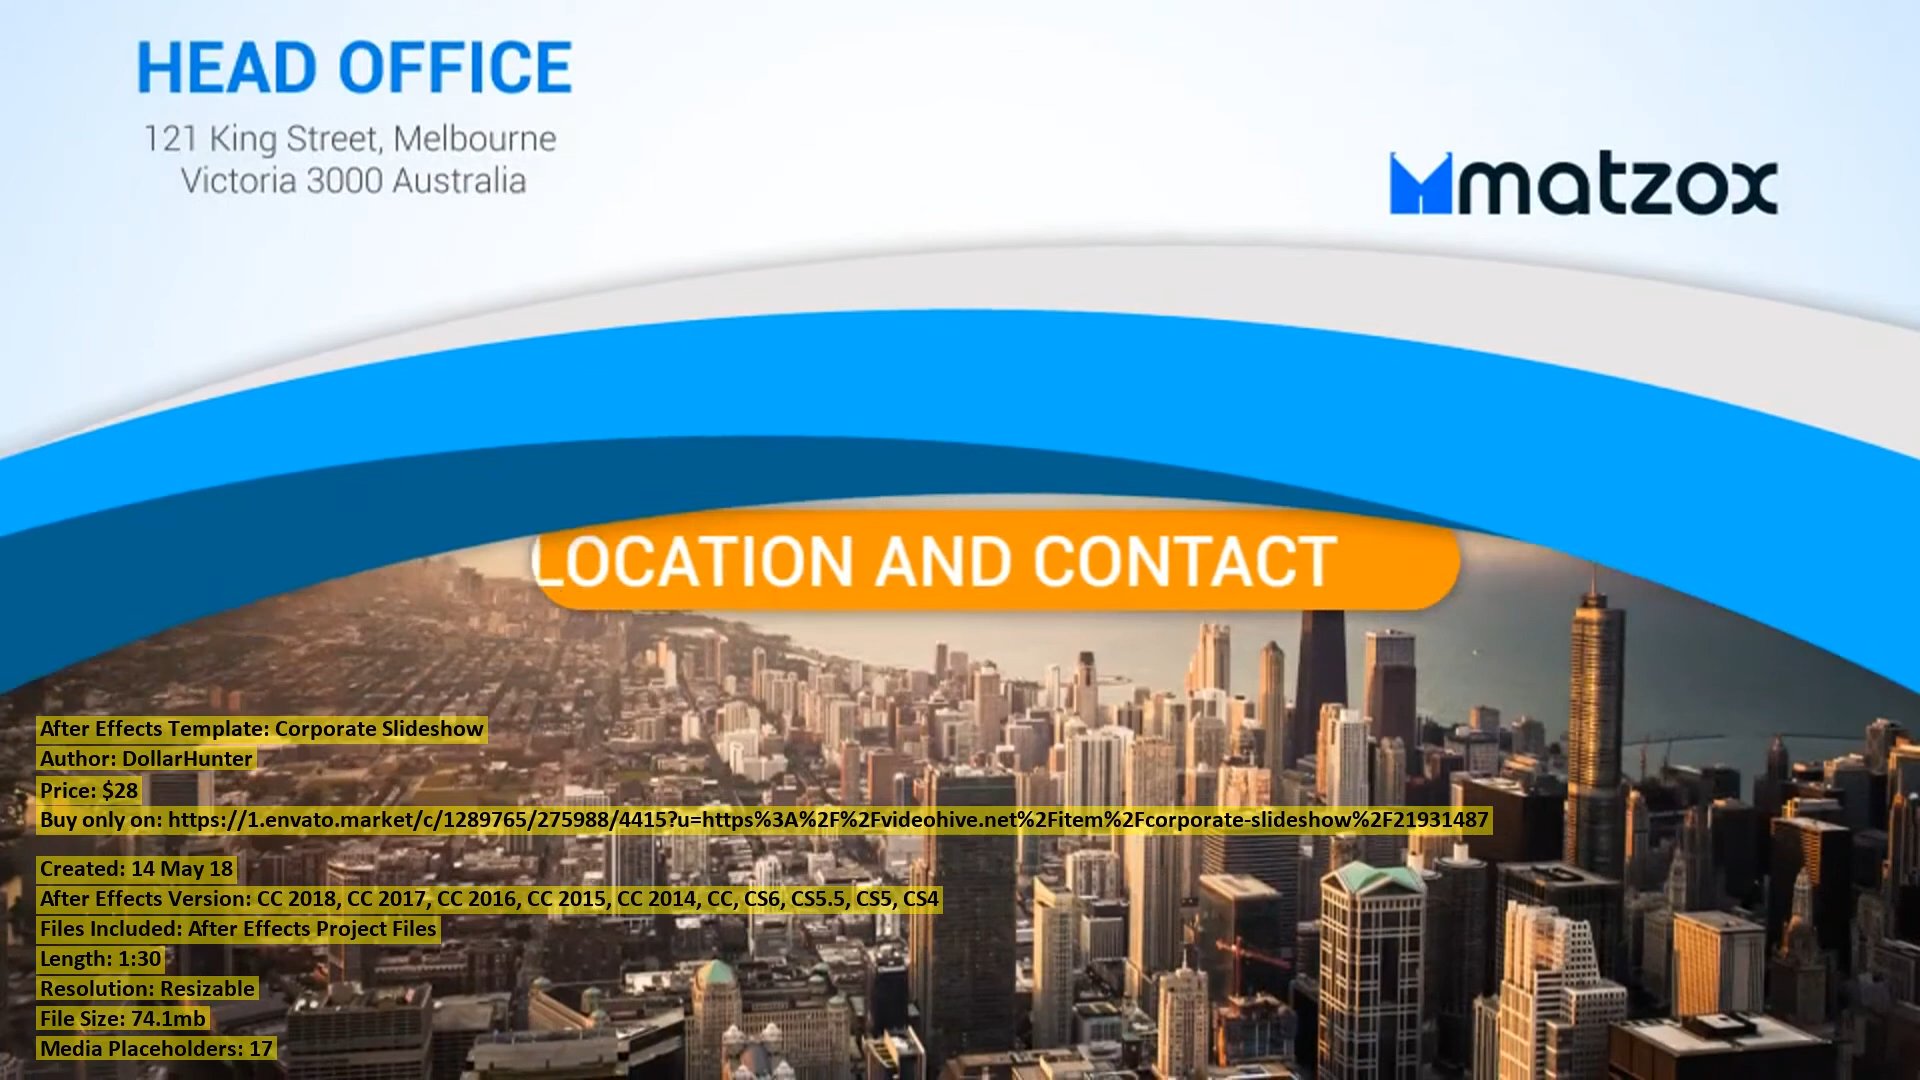 HEAD OFFICE
121 King Street, Melbourne
Victoria 3000 Australia
matzox
LOCATION AND CONTACT
After Effects Template: Corporate Slideshow
Author: DollarHunter
Price: $28
Buy only on: https://1.envato.market/c/1289765/275988/4415?u=https%3A%2F%2Fvideohive.net%2Fitem%2Fcorporate-slideshow%2F21931487
Created: 14 May 18
After Effects Version: CC 2018, CC 2017, CC 2016, CC 2015, CC 2014, CC, CS6, CS5.5, CS5, CS4
Files Included: After Effects Project Files
Length: 1:30
Resolution: Resizable
File Size: 74.1mb
Media Placeholders: 17